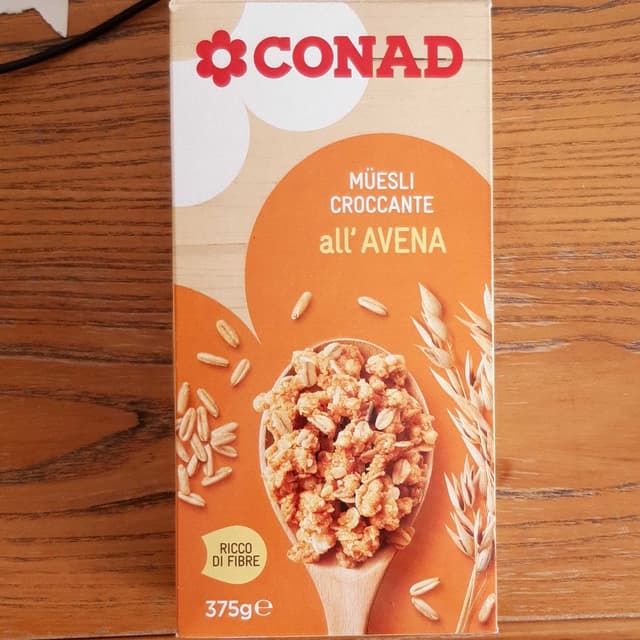 CONAD
MÜESLI
CROCCANTE
all' AVENA
RICCO
DI FIBRE
375g℮